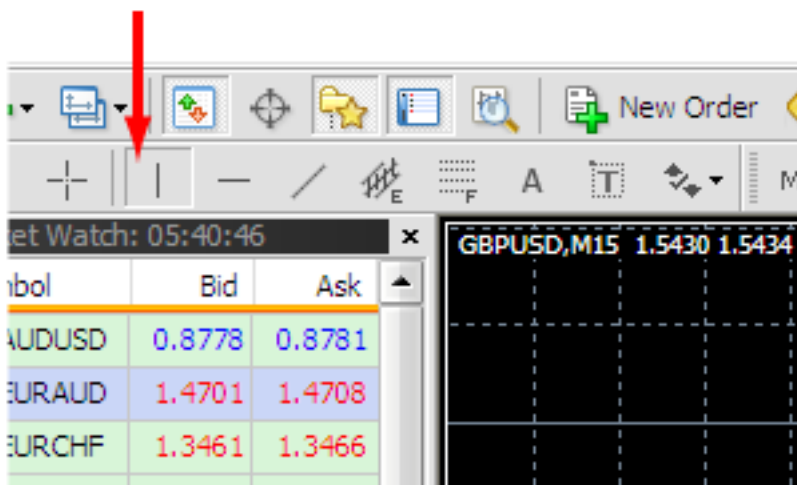 New Order
E
F
A
T
M
et Watch: 05:40:46
GBPUSD,M15 1.5430 1.5434
bol Bid Ask
AUDUSD 0.8778 0.8781
EURAUD 1.4701 1.4708
EURCHF 1.3461 1.3466